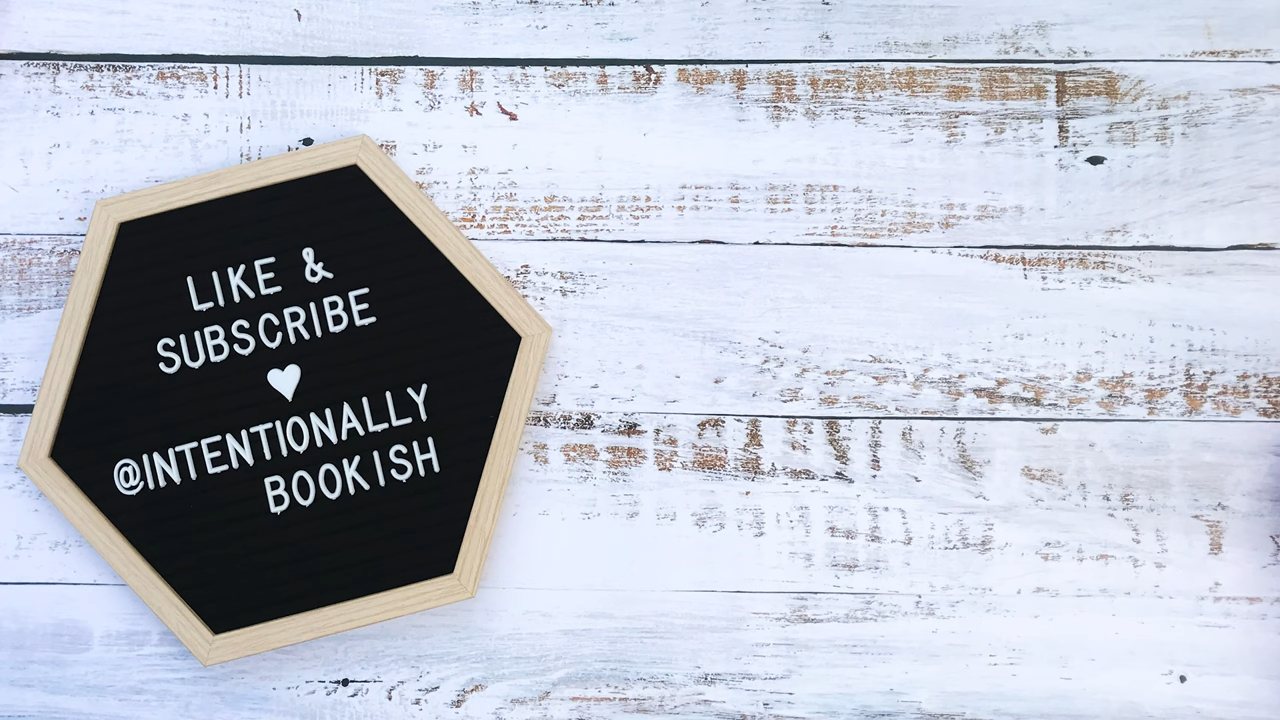 LIKE &
SUBSCRIBE
♥
@INTENTIONALLY
BOOKISH